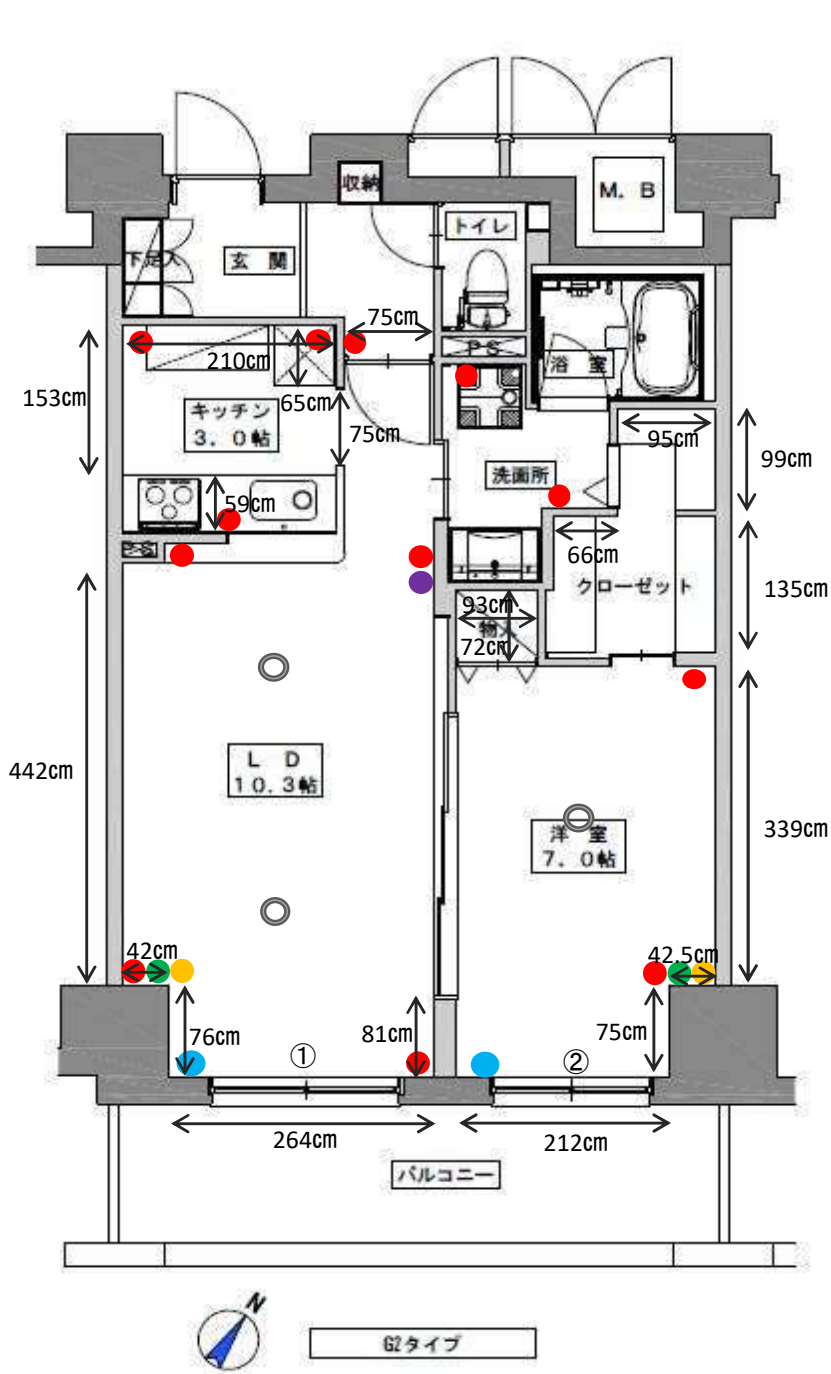 収納
M. B
トイレ
下足入
玄 関
75㎝
P S
210㎝
浴 室
153㎝
65㎝
キッチン
3. 0帖
75㎝
95㎝
99㎝
洗面所
59㎝
P S
66㎝
クローゼット
135㎝
93㎝
物入
72㎝
L D
10. 3帖
442㎝
洋 室
7. 0帖
339㎝
42㎝
42.5㎝
76㎝
①
81㎝
②
75㎝
264㎝
212㎝
バルコニー
N
G2タイプ